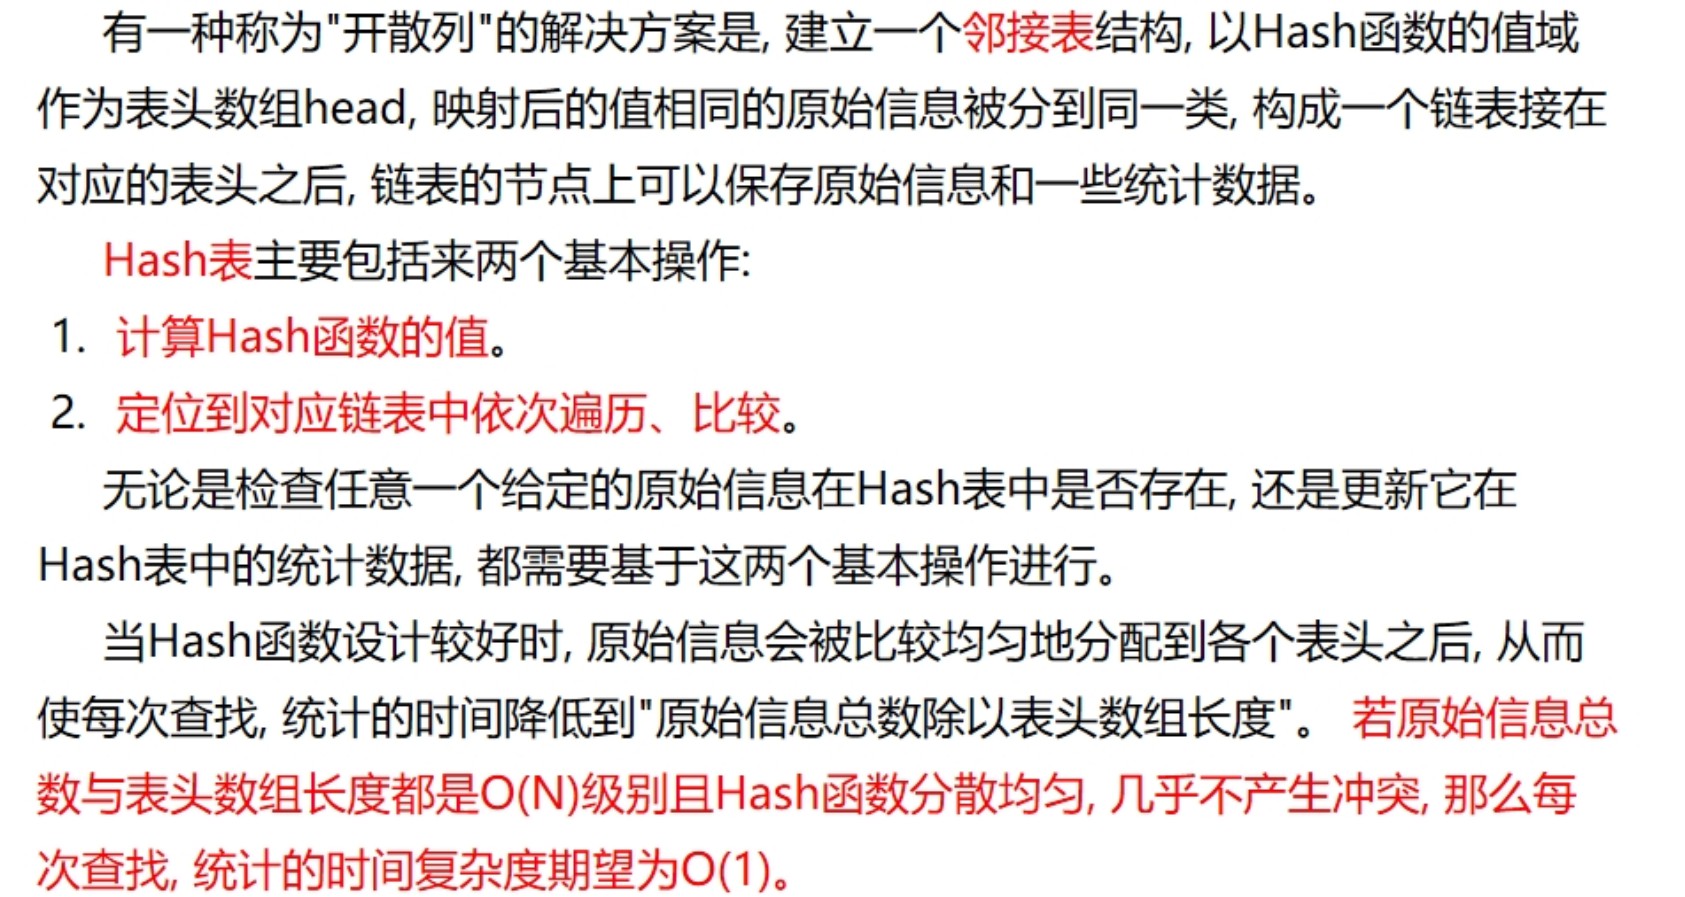 有一种称为"开散列"的解决方案是, 建立一个邻接表结构, 以Hash函数的值域
作为表头数组head, 映射后的值相同的原始信息被分到同一类, 构成一个链表接在
对应的表头之后, 链表的节点上可以保存原始信息和一些统计数据。
Hash表主要包括来两个基本操作:
1. 计算Hash函数的值。
2. 定位到对应链表中依次遍历、比较。
无论是检查任意一个给定的原始信息在Hash表中是否存在, 还是更新它在
Hash表中的统计数据, 都需要基于这两个基本操作进行。
当Hash函数设计较好时, 原始信息会被比较均匀地分配到各个表头之后, 从而
使每次查找, 统计的时间降低到"原始信息总数除以表头数组长度"。 若原始信息总
数与表头数组长度都是O(N)级别且Hash函数分散均匀, 几乎不产生冲突, 那么每
次查找, 统计的时间复杂度期望为O(1)。